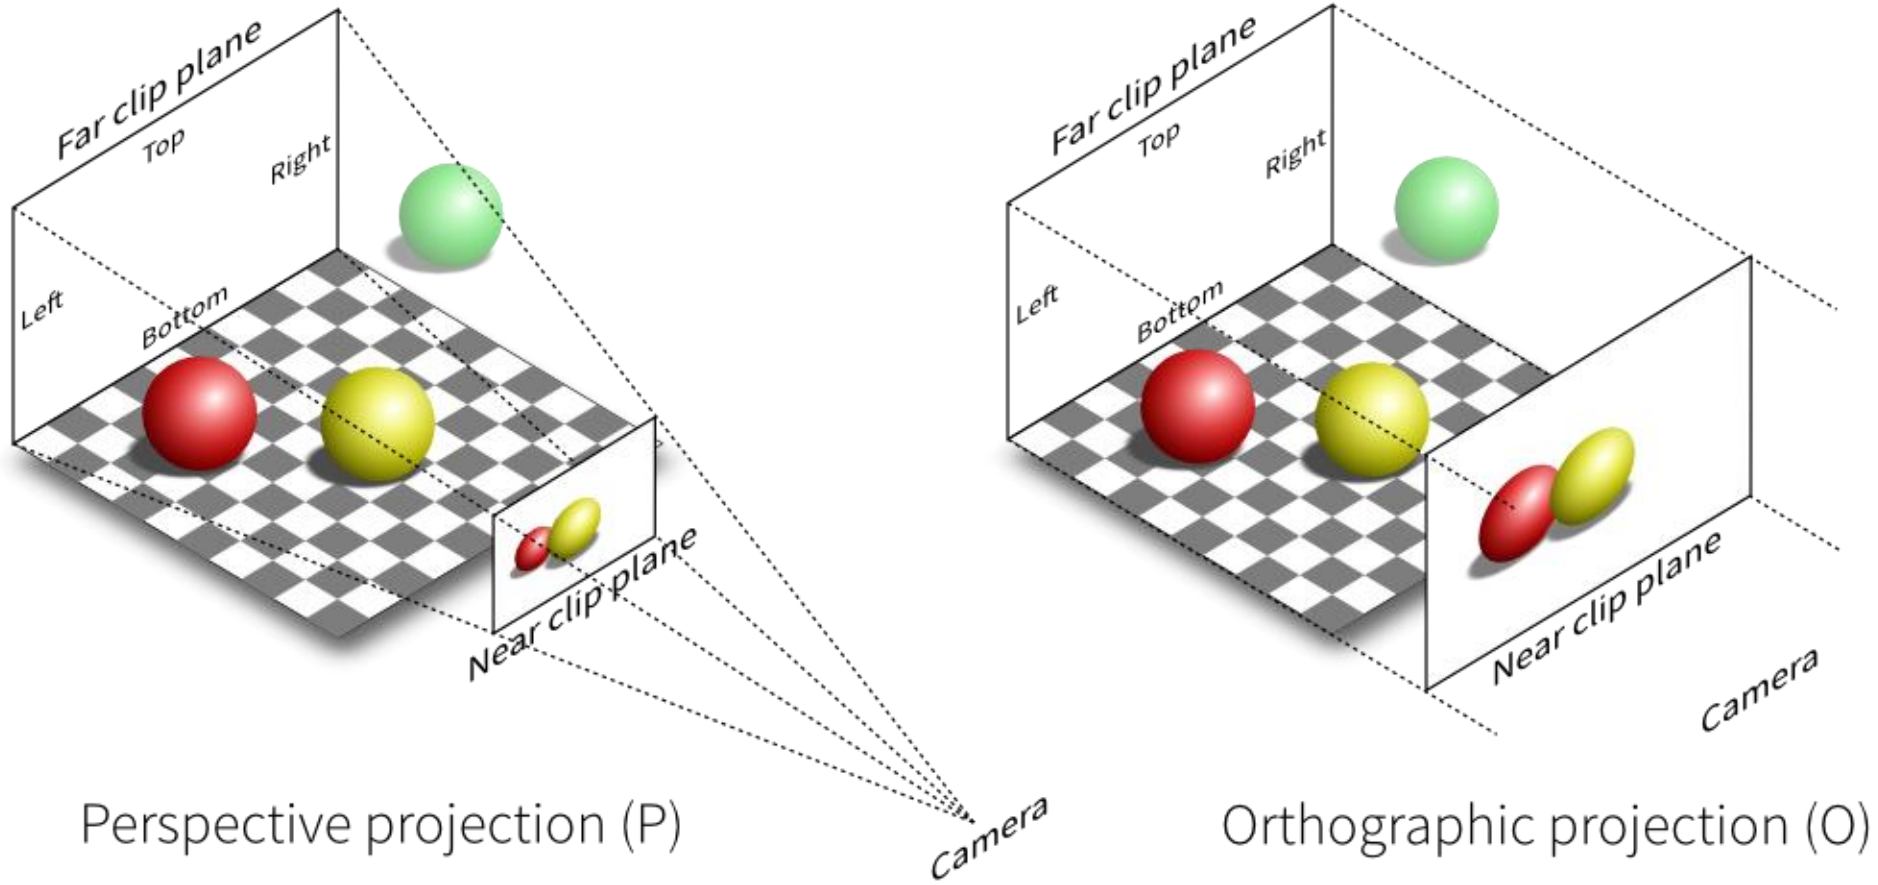 Far clip plane
Top
Right
Left
Bottom
Near clip plane
Camera
Perspective projection (P)
Far clip plane
Top
Right
Left
Bottom
Near clip plane
Camera
Orthographic projection (O)